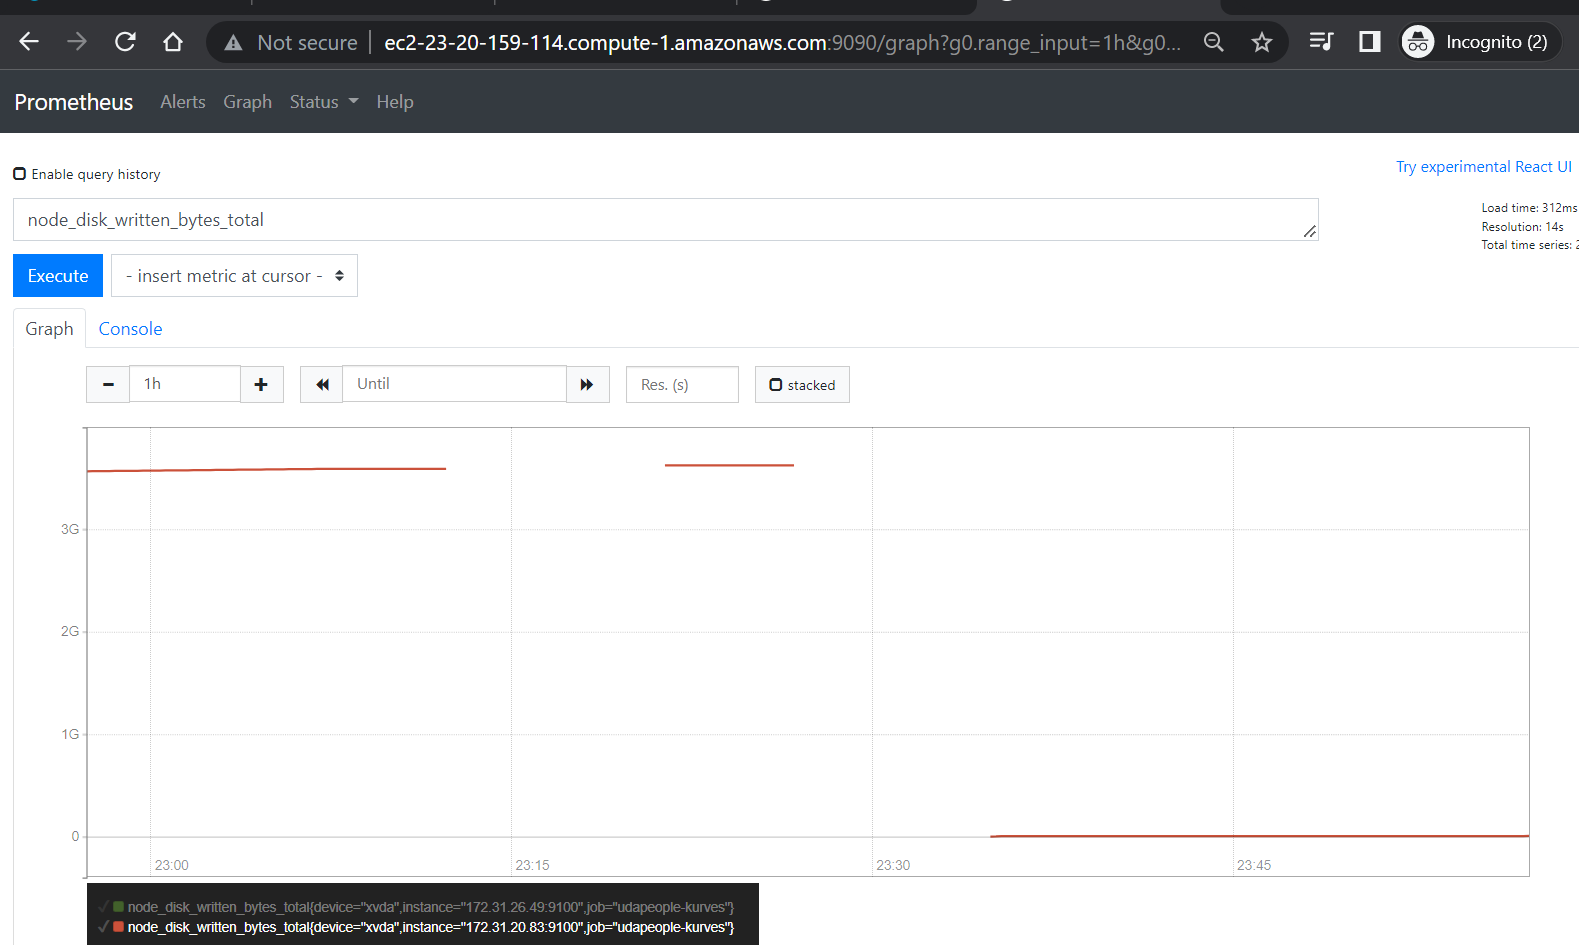 Not secure ec2-23-20-159-114.compute-1.amazonaws.com:9090/graph?g0.range_input=1h&g0... Incognito (2)
Prometheus Alerts Graph Status Help
Enable query history
Try experimental React UI
node_disk_written_bytes_total
Load time: 312ms
Resolution: 14s
Total time series: 2
Execute - insert metric at cursor -
Graph Console
1h Until Res. (s) stacked
3G
2G
1G
0
23:00 23:15 23:30 23:45
node_disk_written_bytes_total{device="xvda",instance="172.31.26.49:9100",job="udapeople-kurves"}
node_disk_written_bytes_total{device="xvda",instance="172.31.20.83:9100",job="udapeople-kurves"}